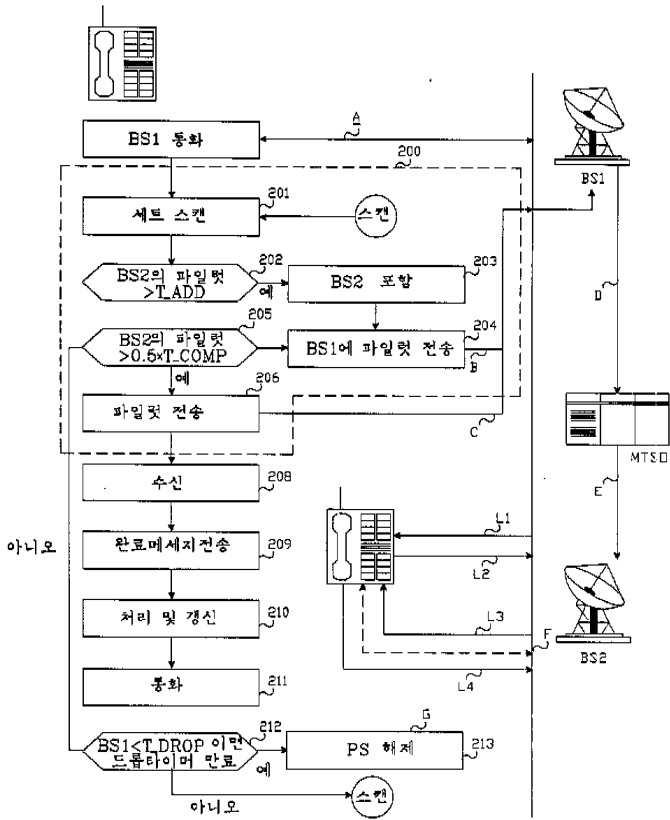 BS1 통화
A
200
BS1
세트 스캔
201
스캔
BS2의 파일럿
>T_ADD
202
예
BS2 포함
203
D
BS2의 파일럿
>0.5×T_COMP
205
BS1에 파일럿 전송
204
B
예
파일럿 전송
206
C
MTSO
수신
208
E
아니오
완료메세지전송
209
L1
L2
처리 및 갱신
210
L3
F
BS2
통화
211
L4
BS1<T_DROP 이면
드롭타이머 만료
212
예
G
PS 해제
213
아니오
스캔